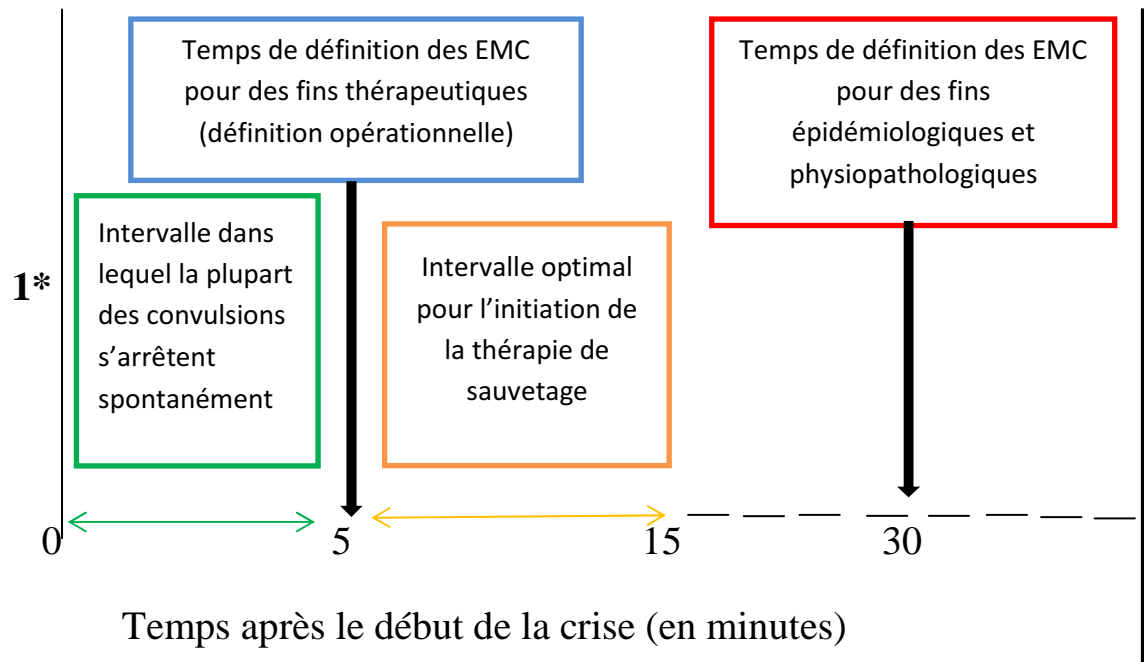 Temps de définition des EMC
pour des fins thérapeutiques
(définition opérationnelle)
Temps de définition des EMC
pour des fins
épidémiologiques et
physiopathologiques
Intervalle dans
lequel la plupart
des convulsions
s’arrêtent
spontanément
Intervalle optimal
pour l’initiation de
la thérapie de
sauvetage
1*
0 5 15 30
Temps après le début de la crise (en minutes)